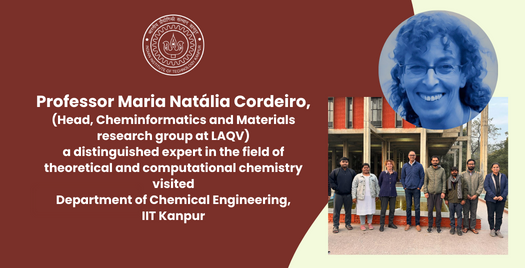 Professor Maria Natália Cordeiro,
(Head, Cheminformatics and Materials
research group at LAQV)
a distinguished expert in the field of
theoretical and computational chemistry
visited
Department of Chemical Engineering,
IIT Kanpur